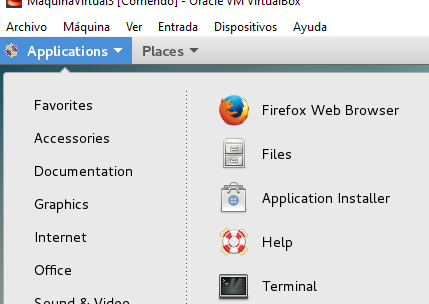 MaquinaVirtual3 [Corriendo] - Oracle VM VirtualBox
Archivo Máquina Ver Entrada Dispositivos Ayuda
Applications Places
Favorites
Accessories
Documentation
Graphics
Internet
Office
Sound & Video
Firefox Web Browser
Files
Application Installer
Help
Terminal